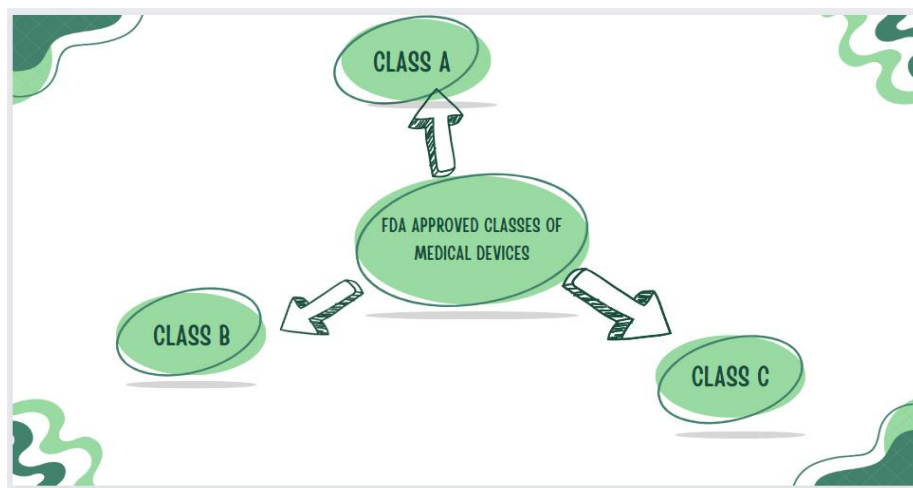 CLASS A
FDA APPROVED CLASSES OF
MEDICAL DEVICES
CLASS B
CLASS C